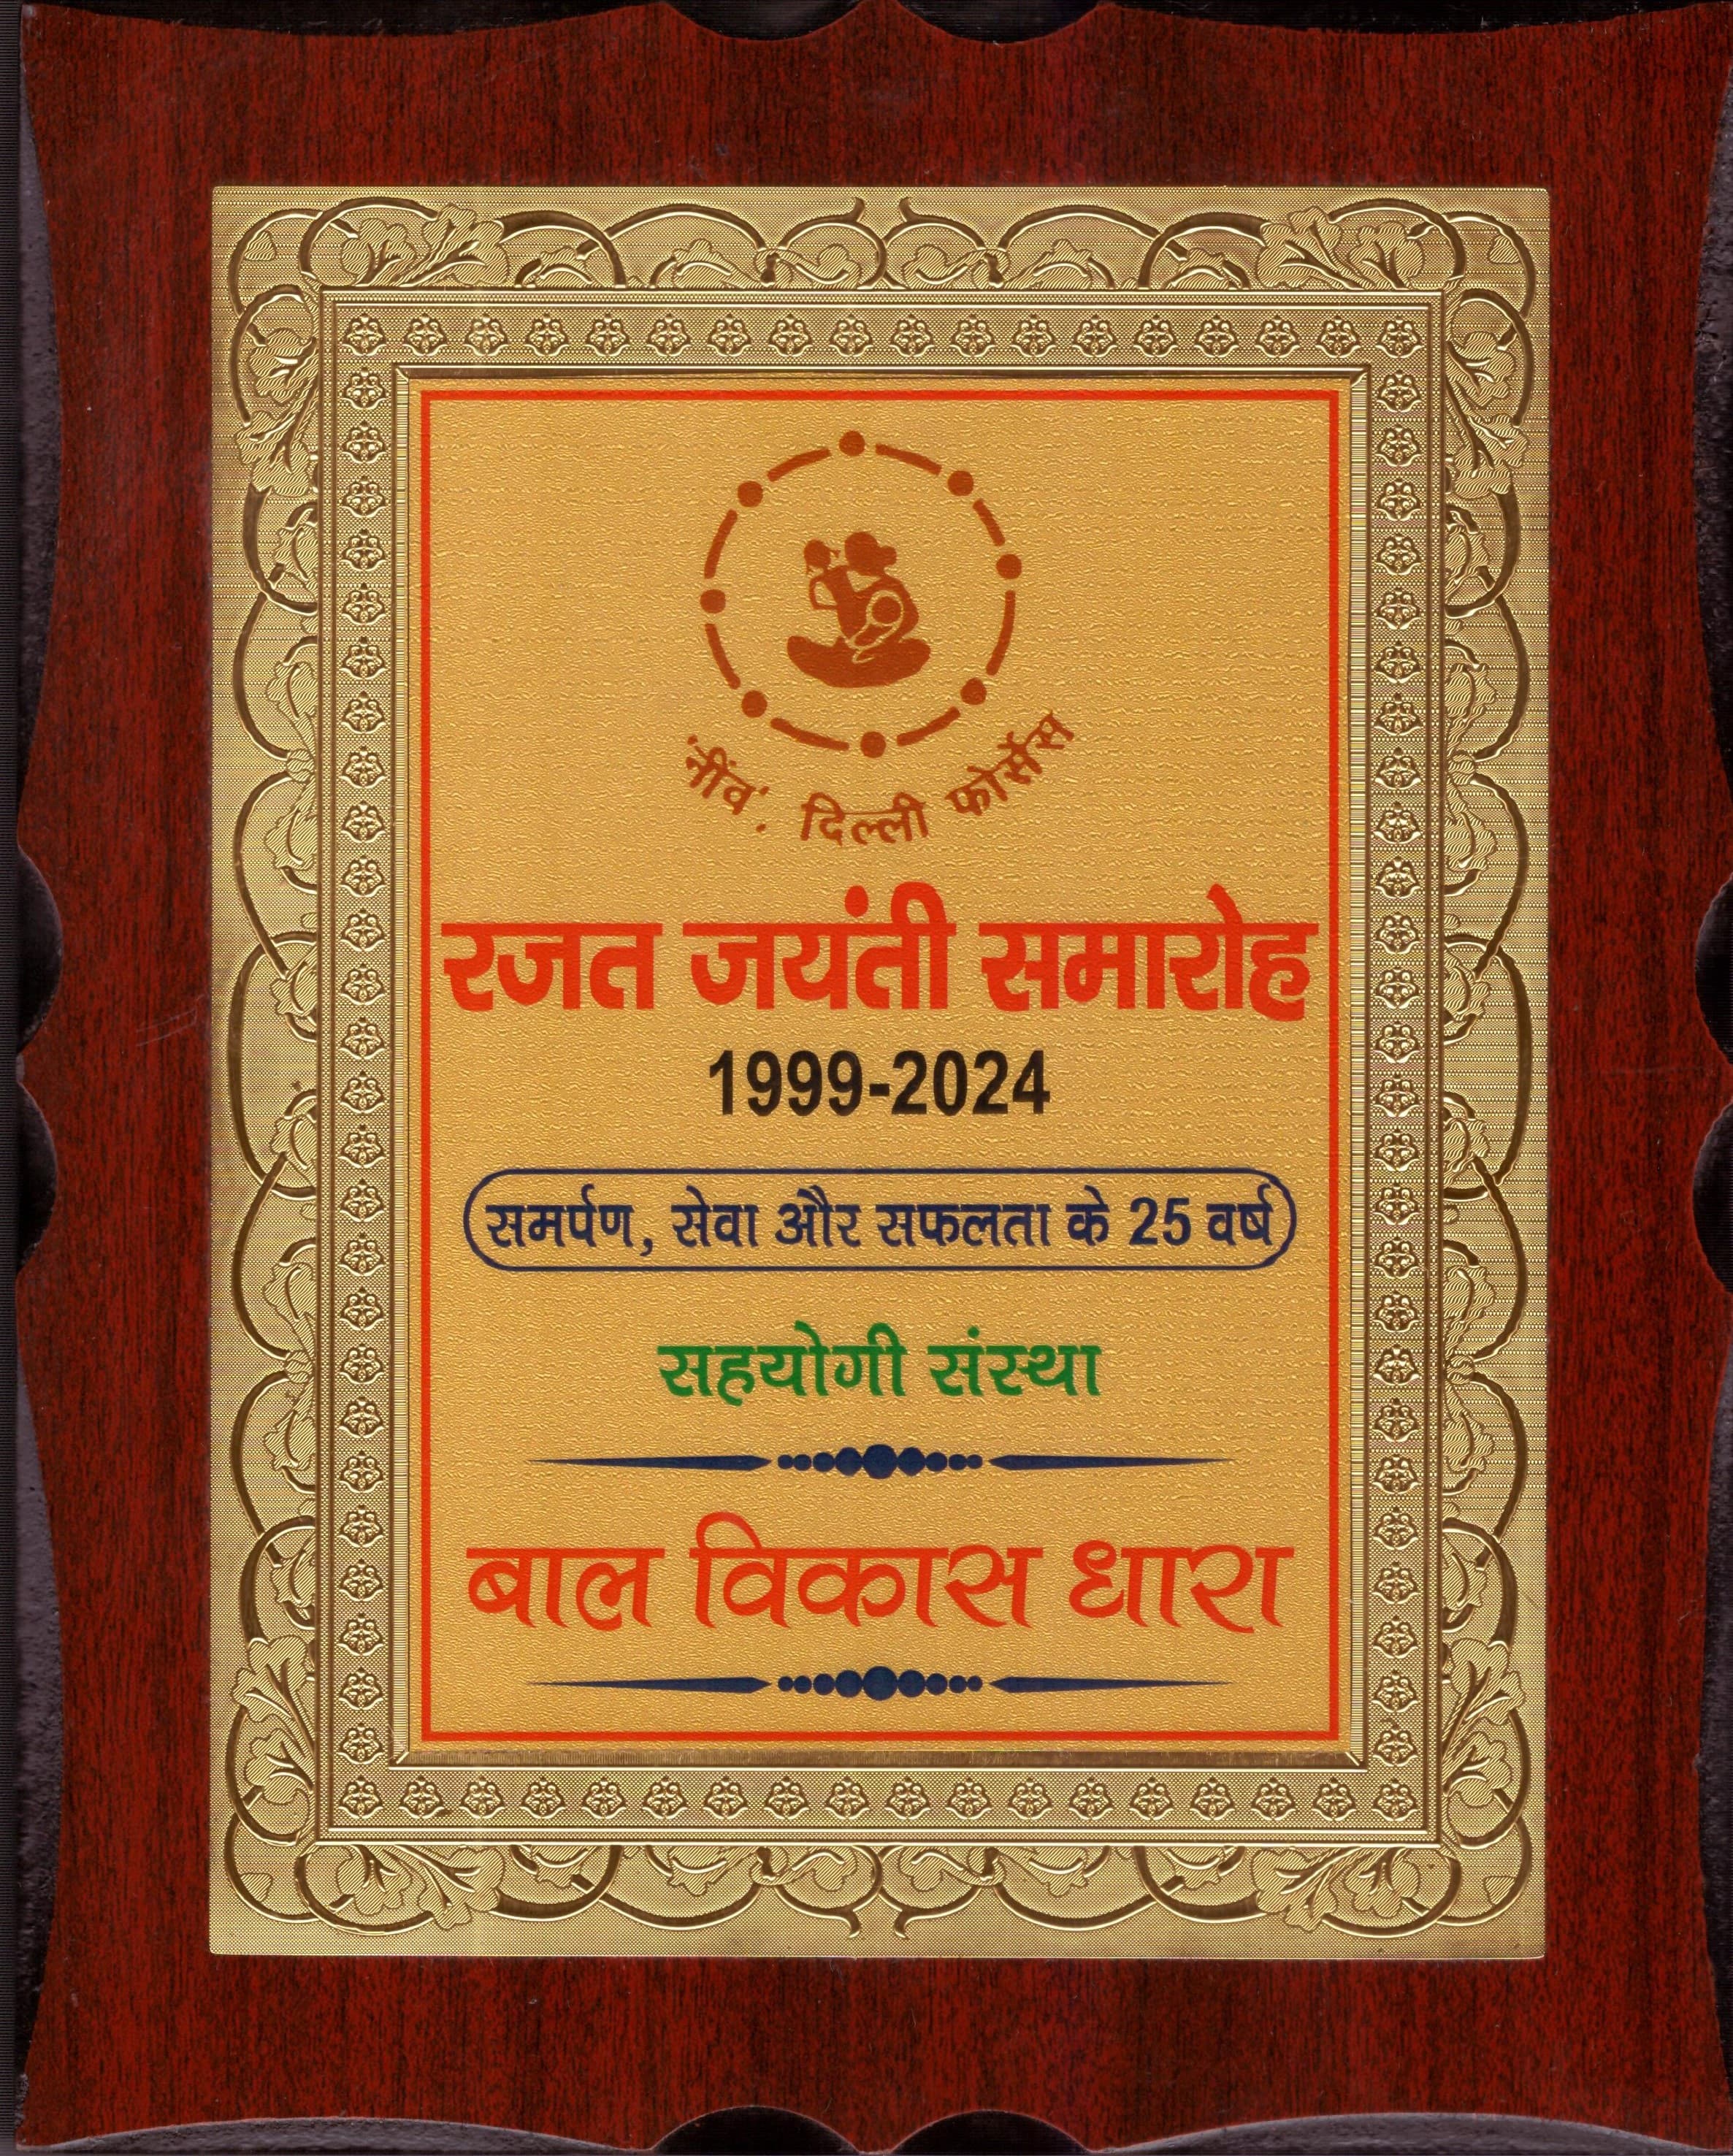 'नींव'. दिल्ली फोर्सेस
रजत जयंती समारोह
1999-2024
समर्पण, सेवा और सफलता के 25 वर्ष
सहयोगी संस्था
बाल विकास धारा